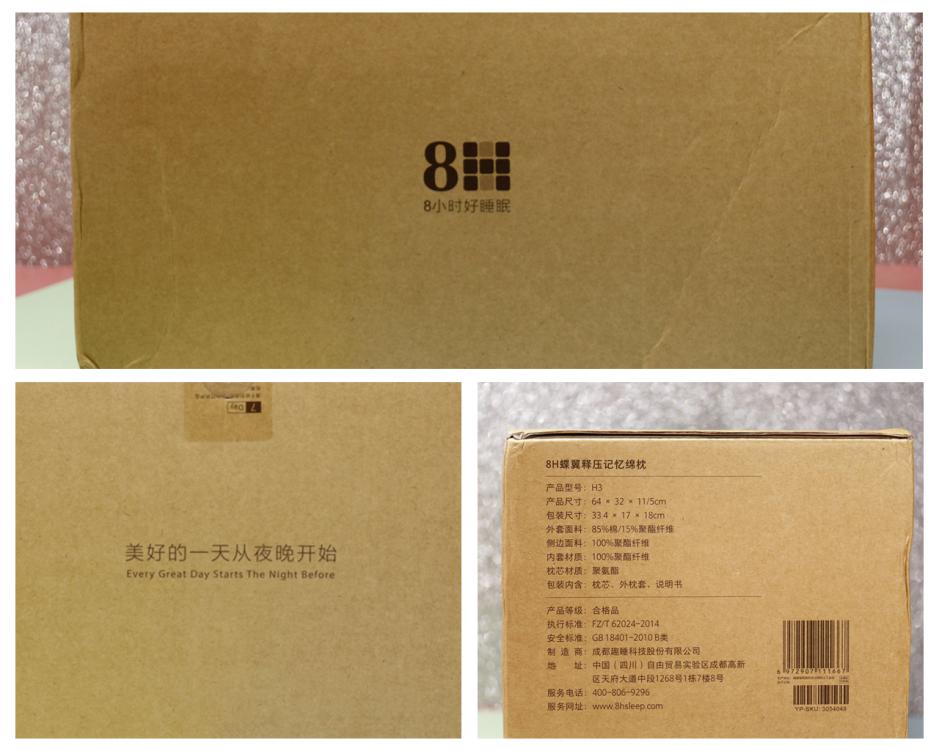 8H
8小时好睡眠
7 Day
美好的一天从夜晚开始
Every Great Day Starts The Night Before
8H蝶翼释压记忆绵枕
产品型号：H3
产品尺寸：64 × 32 × 11/5cm
包装尺寸：33.4 × 17 × 18cm
外套面料：85%棉/15%聚酯纤维
侧边面料：100%聚酯纤维
内套材质：100%聚酯纤维
枕芯材质：聚氨酯
包装内含：枕芯、外枕套、说明书
产品等级：合格品
执行标准：FZ/T 62024-2014
安全标准：GB 18401-2010 B类
制 造 商：成都趣睡科技股份有限公司
地 址：中国（四川）自由贸易实验区成都高新
区天府大道中段1268号1栋7楼8号
服务电话：400-806-9296
服务网址：www.8hsleep.com
6 972907 111667
YP-SKU: 3054048